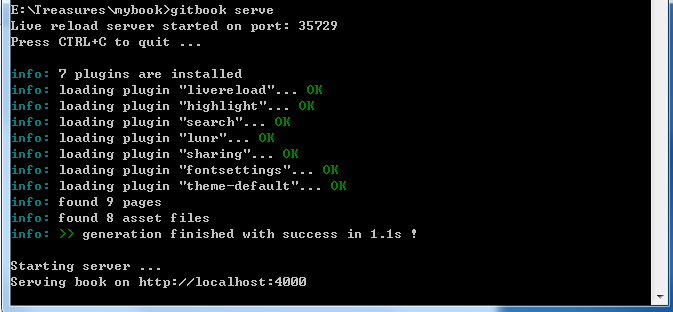 E:\Treasures\mybook>gitbook serve
Live reload server started on port: 35729
Press CTRL+C to quit ...
info: 7 plugins are installed
info: loading plugin "livereload"... OK
info: loading plugin "highlight"... OK
info: loading plugin "search"... OK
info: loading plugin "lunr"... OK
info: loading plugin "sharing"... OK
info: loading plugin "fontsettings"... OK
info: loading plugin "theme-default"... OK
info: found 9 pages
info: found 8 asset files
info: >> generation finished with success in 1.1s !
Starting server ...
Serving book on http://localhost:4000